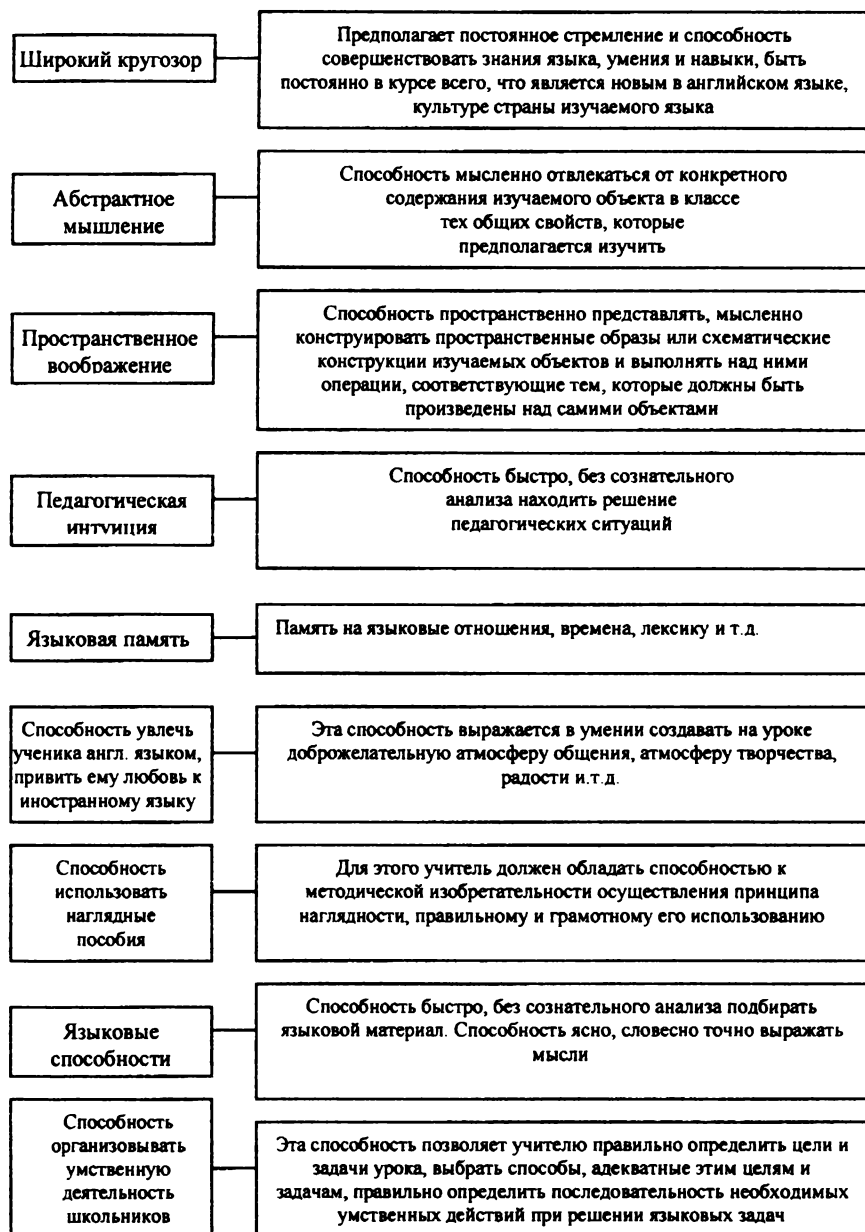 Широкий кругозор
Предполагает постоянное стремление и способность
совершенствовать знания языка, умения и навыки, быть
постоянно в курсе всего, что является новым в английском языке,
культуре страны изучаемого языка
Абстрактное
мышление
Способность мысленно отвлекаться от конкретного
содержания изучаемого объекта в классе
тех общих свойств, которые
предполагается изучить
Пространственное
воображение
Способность пространственно представлять, мысленно
конструировать пространственные образы или схематические
конструкции изучаемых объектов и выполнять над ними
операции, соответствующие тем, которые должны быть
произведены над самими объектами
Педагогическая
интуиция
Способность быстро, без сознательного
анализа находить решение
педагогических ситуаций
Языковая память
Память на языковые отношения, времена, лексику и т.д.
Способность увлечь
ученика англ. языком,
привить ему любовь к
иностранному языку
Эта способность выражается в умении создавать на уроке
доброжелательную атмосферу общения, атмосферу творчества,
радости и.т.д.
Способность
использовать
наглядные
пособия
Для этого учитель должен обладать способностью к
методической изобретательности осуществления принципа
наглядности, правильному и грамотному его использованию
Языковые
способности
Способность быстро, без сознательного анализа подбирать
языковой материал. Способность ясно, словесно точно выражать
мысли
Способность
организовывать
умственную
деятельность
школьников
Эта способность позволяет учителю правильно определить цели и
задачи урока, выбрать способы, адекватные этим целям и
задачам, правильно определить последовательность необходимых
умственных действий при решении языковых задач